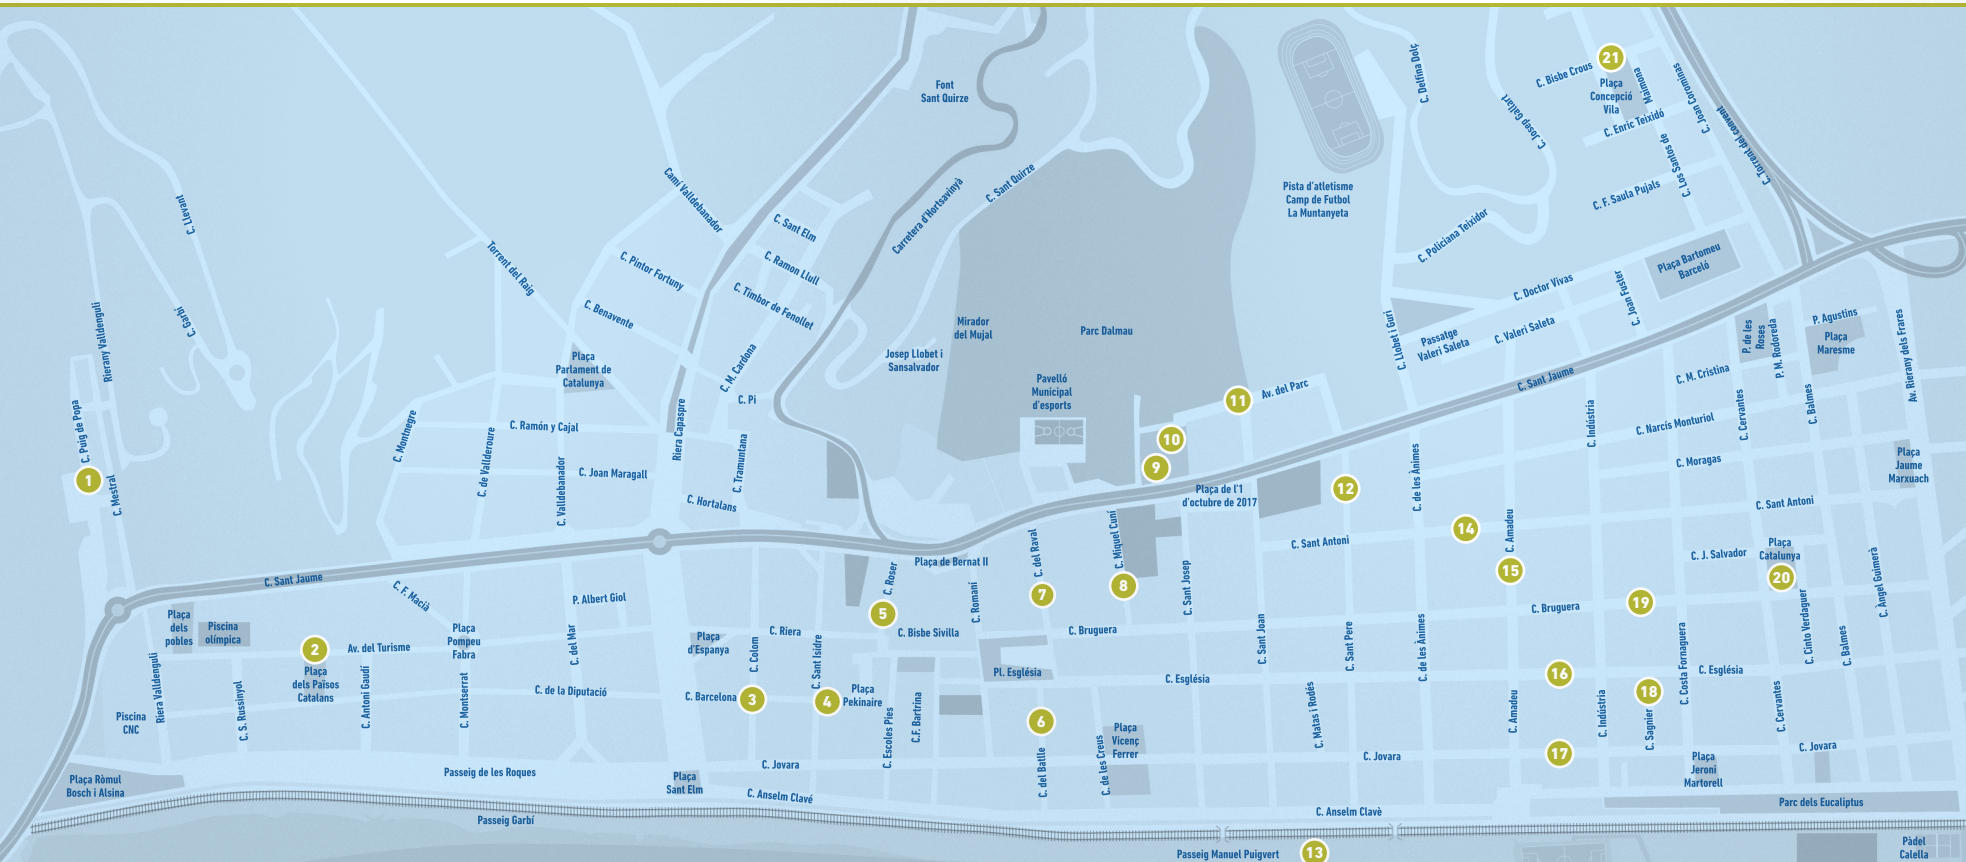 21
C. Bisbe Crous
Plaça
Concepció
Vila
Maimona
C. Joan Corominas
C. Torrent del convent
C. Enric Teixidó
C. Los Santos de
C. F. Saula Pujals
C. Delfina Dolç
C. Josep Gallart
C. Policiana Teixidor
Font
Sant Quirze
C. Sant Quirze
Carretera d'Hortsavinyà
Pista d'atletisme
Camp de Futbol
La Muntanyeta
C. Llevant
C. Garbí
Rierany Valldenguli
C. Puig de Popa
C. Mestral
1
Torrent del Raig
Camí Valldebanador
C. Sant Elm
C. Ramon Llull
C. Timbor de Fenollet
C. Pintor Fortuny
C. Benavente
Plaça
Parlament de
Catalunya
C. M. Cardona
C. Pi
C. Montnegre
C. Ramón y Cajal
C. de Vallderoure
C. Valldebanador
C. Joan Maragall
Riera Capaspre
C. Tramuntana
C. Hortalans
Josep Llobet i
Sansalvador
Mirador
del Mujal
Parc Dalmau
Pavelló
Municipal
d'esports
11
Av. del Parc
10
9
Plaça de l'1
d'octubre de 2017
12
C. Llobet i Guri
Passatge
Valeri Saleta
C. Valeri Saleta
C. Doctor Vivas
C. Joan Fuster
Plaça Bartomeu
Barceló
C. Sant Jaume
P. de les
Roses
P. M. Rodoreda
P. Agustins
Plaça
Maresme
Av. Rierany dels Frares
C. M. Cristina
C. Cervantes
C. Balmes
C. Narcís Monturiol
C. Indústria
C. Moragas
Plaça
Jaume
Marxuach
C. de les Ànimes
C. Sant Antoni
C. Sant Antoni
14
C. Amadeu
15
C. J. Salvador
Plaça
Catalunya
20
C. Àngel Guimerà
C. Sant Jaume
Plaça
dels
pobles
Piscina
olímpica
2
Av. del Turisme
Plaça
dels Països
Catalans
C. F. Macià
Plaça
Pompeu
Fabra
P. Albert Giol
C. del Mar
Plaça
d'Espanya
C. Colom
C. Riera
C. Sant Isidre
5
C. Roser
Plaça de Bernat II
C. Bisbe Sivilla
C. Romaní
7
C. del Raval
8
C. Miquel Cuní
C. Sant Josep
C. Bruguera
C. Sant Joan
C. Sant Pere
C. de les Ànimes
C. Bruguera
19
C. Cinto Verdaguer
C. Balmes
Riera Valldenguli
C. S. Russinyol
C. Antoni Gaudí
C. Montserrat
C. de la Diputació
C. Barcelona
3
4
Plaça
Pekinaire
Pl. Església
C. Església
16
18
C. Costa Fornaguera
C. Església
Piscina
CNC
C. Escoles Pies
C.F. Bartrina
6
C. del Batlle
C. de les Creus
Plaça
Vicenç
Ferrer
C. Matas i Rodés
C. Amadeu
C. Indústria
C. Sagnier
C. Cervantes
C. Jovara
C. Jovara
17
C. Jovara
Plaça Ròmul
Bosch i Alsina
Passeig de les Roques
Plaça
Sant Elm
C. Anselm Clavé
Plaça
Jeroni
Martorell
C. Anselm Clavè
Parc dels Eucaliptus
Passeig Garbí
Passeig Manuel Puigvert
13
Pàdel
Calella